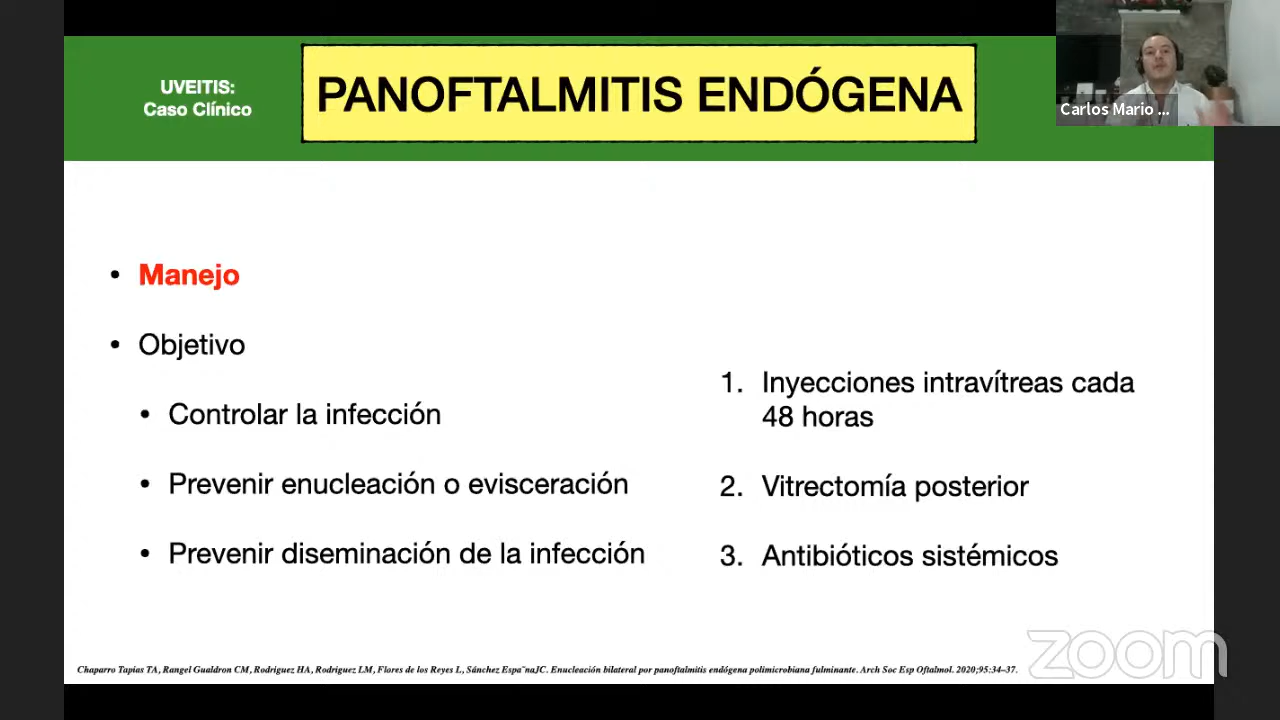 UVEITIS:
Caso Clínico
PANOFTALMITIS ENDÓGENA
Carlos Mario ...
• Manejo
• Objetivo
• Controlar la infección
• Prevenir enucleación o evisceración
• Prevenir diseminación de la infección
1. Inyecciones intravítreas cada
48 horas
2. Vitrectomía posterior
3. Antibióticos sistémicos
Chaparro Tapias TA, Rangel Gualdron CM, Rodriguez HA, Rodríguez LM, Flores de los Reyes L, Sánchez Espa˜naJC. Enucleación bilateral por panoftalmitis endógena polimicrobiana fulminante. Arch Soc Esp Oftalmol. 2020;95:34–37.
zoom